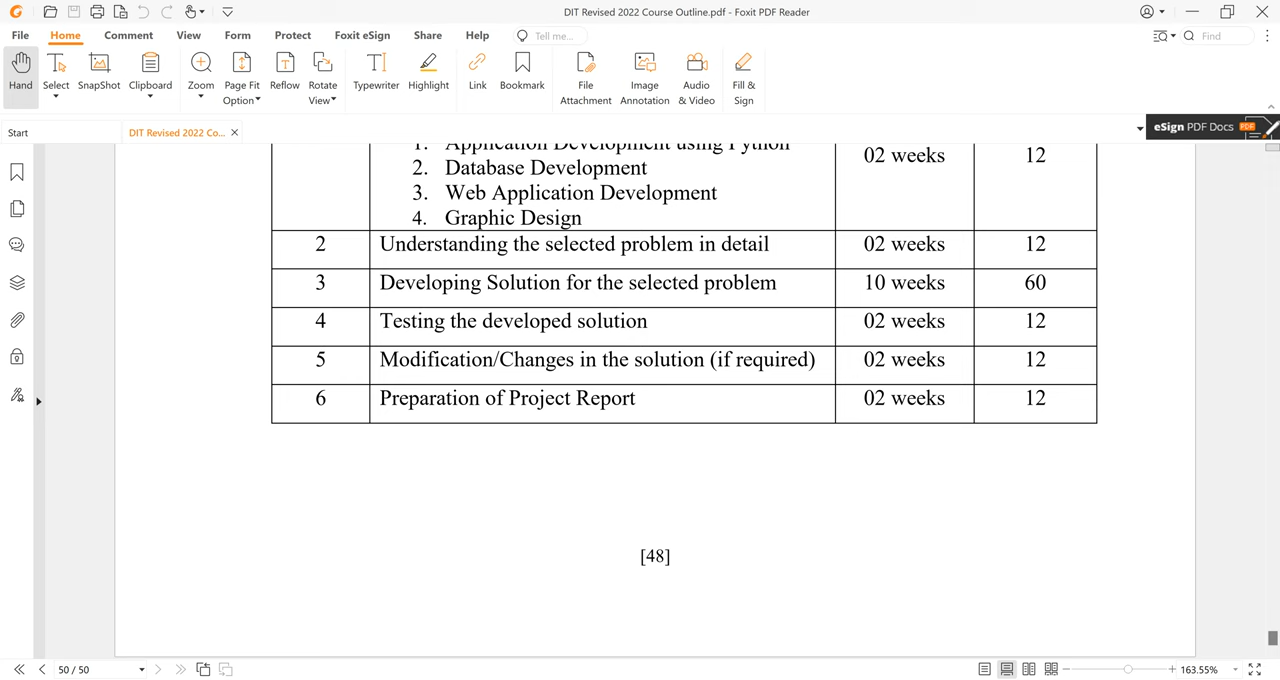 DIT Revised 2022 Course Outline.pdf - Foxit PDF Reader
File Home Comment View Form Protect Foxit eSign Share Help Tell me... Find
Hand Select SnapShot Clipboard Zoom Page Fit Option Reflow Rotate View Typewriter Highlight Link Bookmark File Attachment Image Annotation Audio & Video Fill & Sign
Start DIT Revised 2022 Co... eSign PDF Docs PDF
1. Application Development using Python 02 weeks 12
2. Database Development
3. Web Application Development
4. Graphic Design
2 Understanding the selected problem in detail 02 weeks 12
3 Developing Solution for the selected problem 10 weeks 60
4 Testing the developed solution 02 weeks 12
5 Modification/Changes in the solution (if required) 02 weeks 12
6 Preparation of Project Report 02 weeks 12
[48]
50 / 50 163.55%